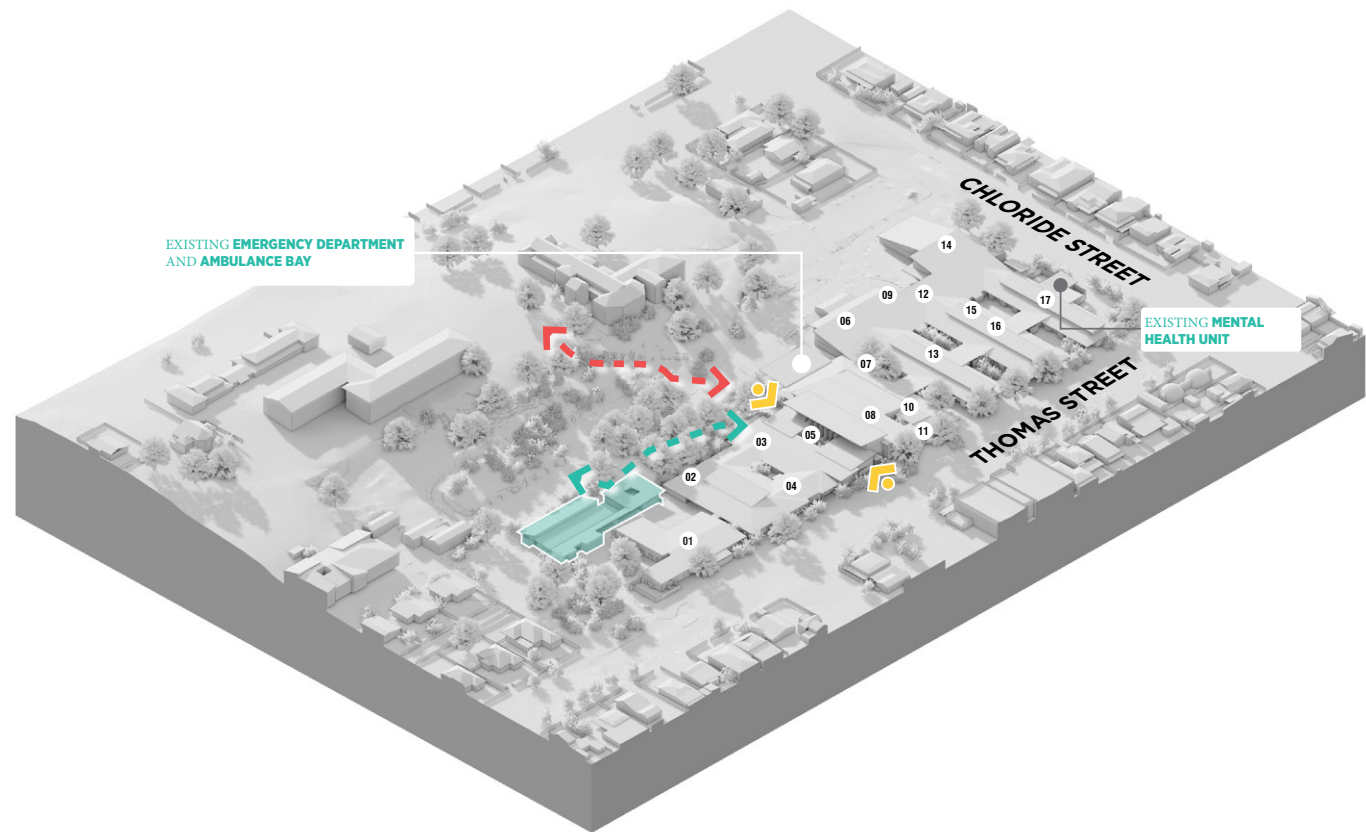 CHLORIDE STREET
EXISTING EMERGENCY DEPARTMENT
AND AMBULANCE BAY
14
09
12
17
15
16
06
EXISTING MENTAL
HEALTH UNIT
13
07
THOMAS STREET
10
08
11
05
03
02
04
01